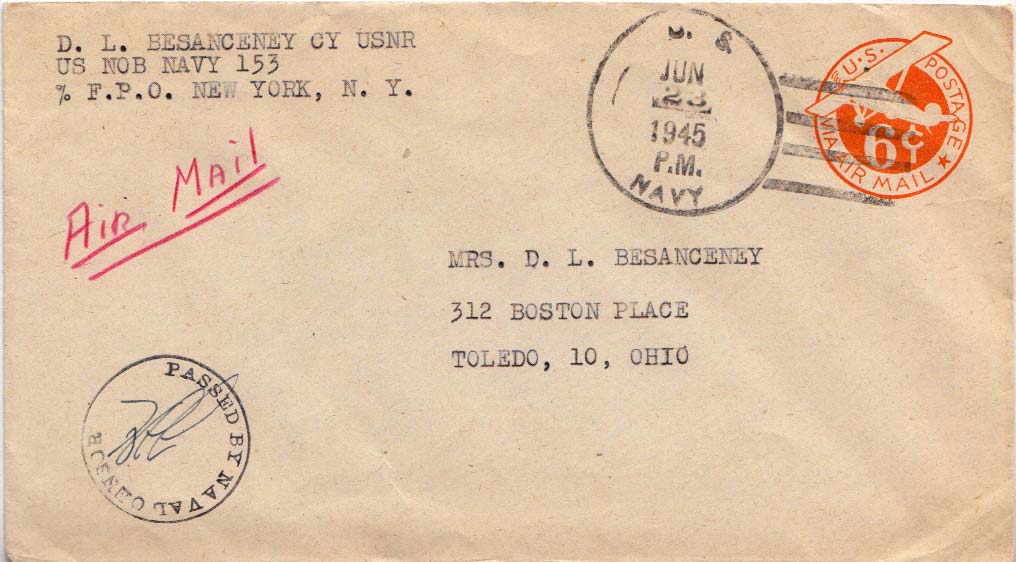 D. L. BESANCENEY CY USNR
US NOB NAVY 153
% F.P.O. NEW YORK, N. Y.
AIR MAIL
JUN
23
1945
P.M.
NAVY
U.S. POSTAGE
6¢
VIA AIR MAIL
MRS. D. L. BESANCENEY
312 BOSTON PLACE
TOLEDO, 10, OHIO
PASSED BY NAVAL CENSOR